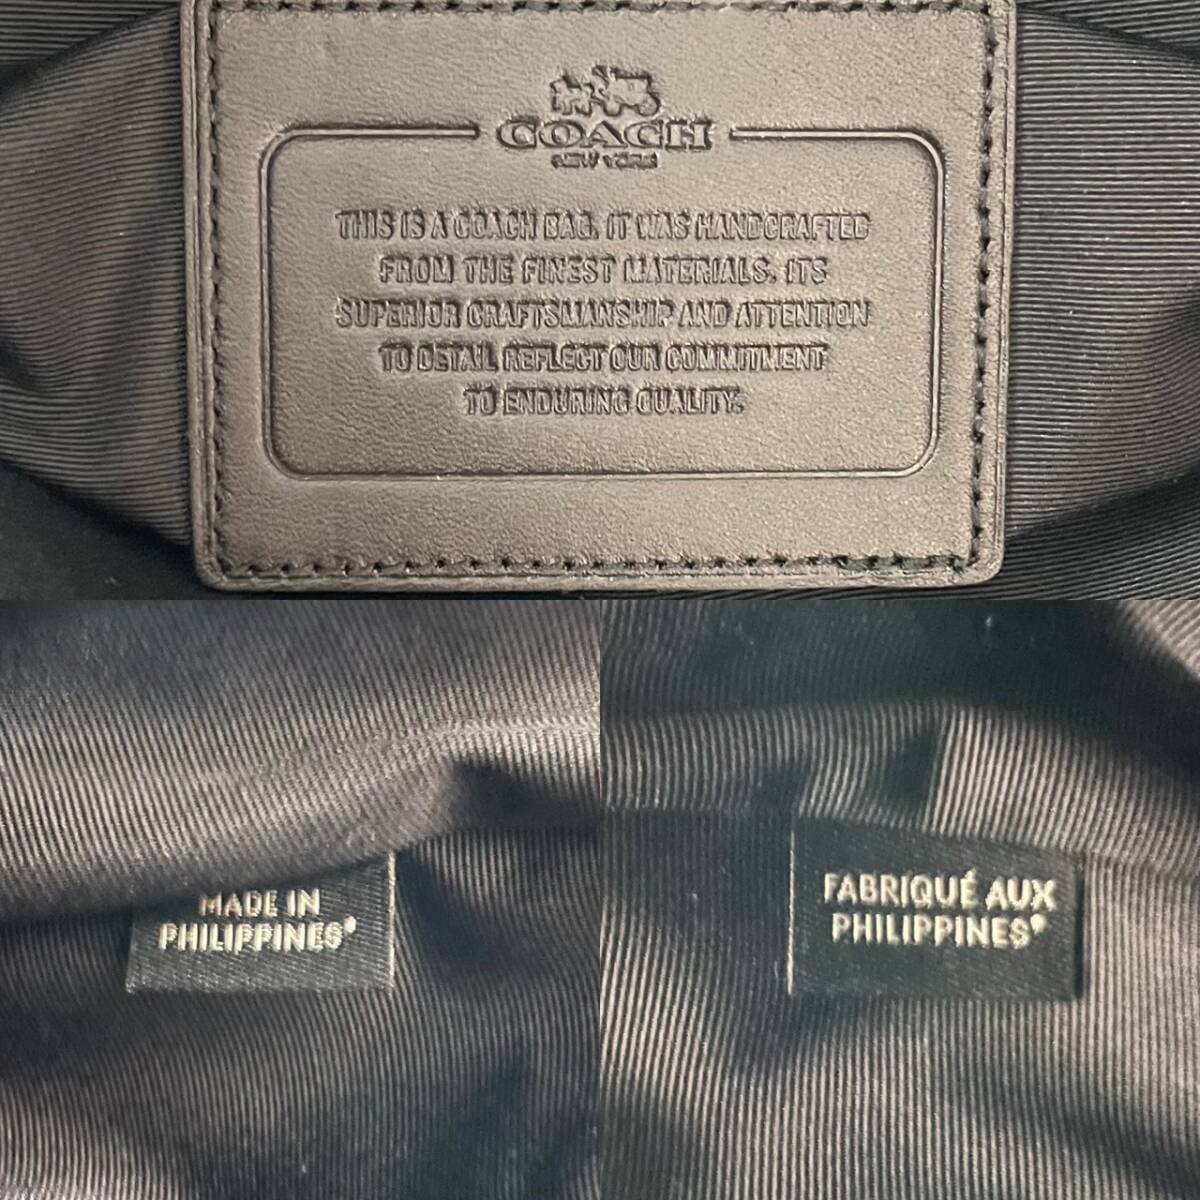 COACH
NEW YORK
THIS IS A COACH BAG. IT WAS HANDCRAFTED
FROM THE FINEST MATERIALS. ITS
SUPERIOR CRAFTSMANSHIP AND ATTENTION
TO DETAIL REFLECT OUR COMMITMENT
TO ENDURING QUALITY.
MADE IN
PHILIPPINES*
FABRIQUÉ AUX
PHILIPPINES*